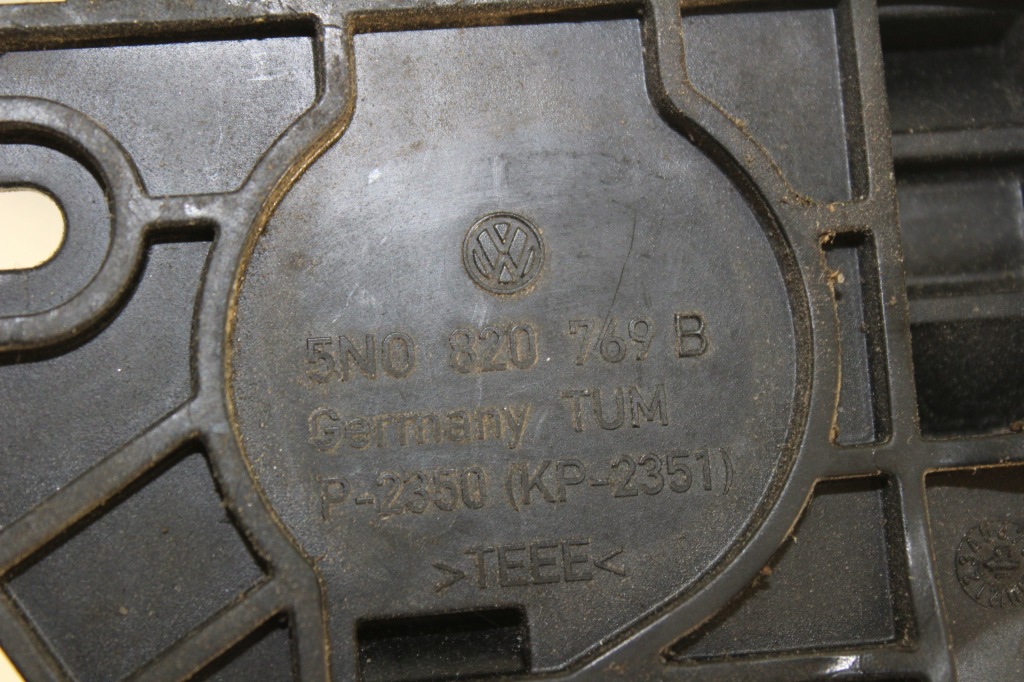 5N0 820 769 B
Germany TUM
P-2350 (KP-2351)
>TEEE<